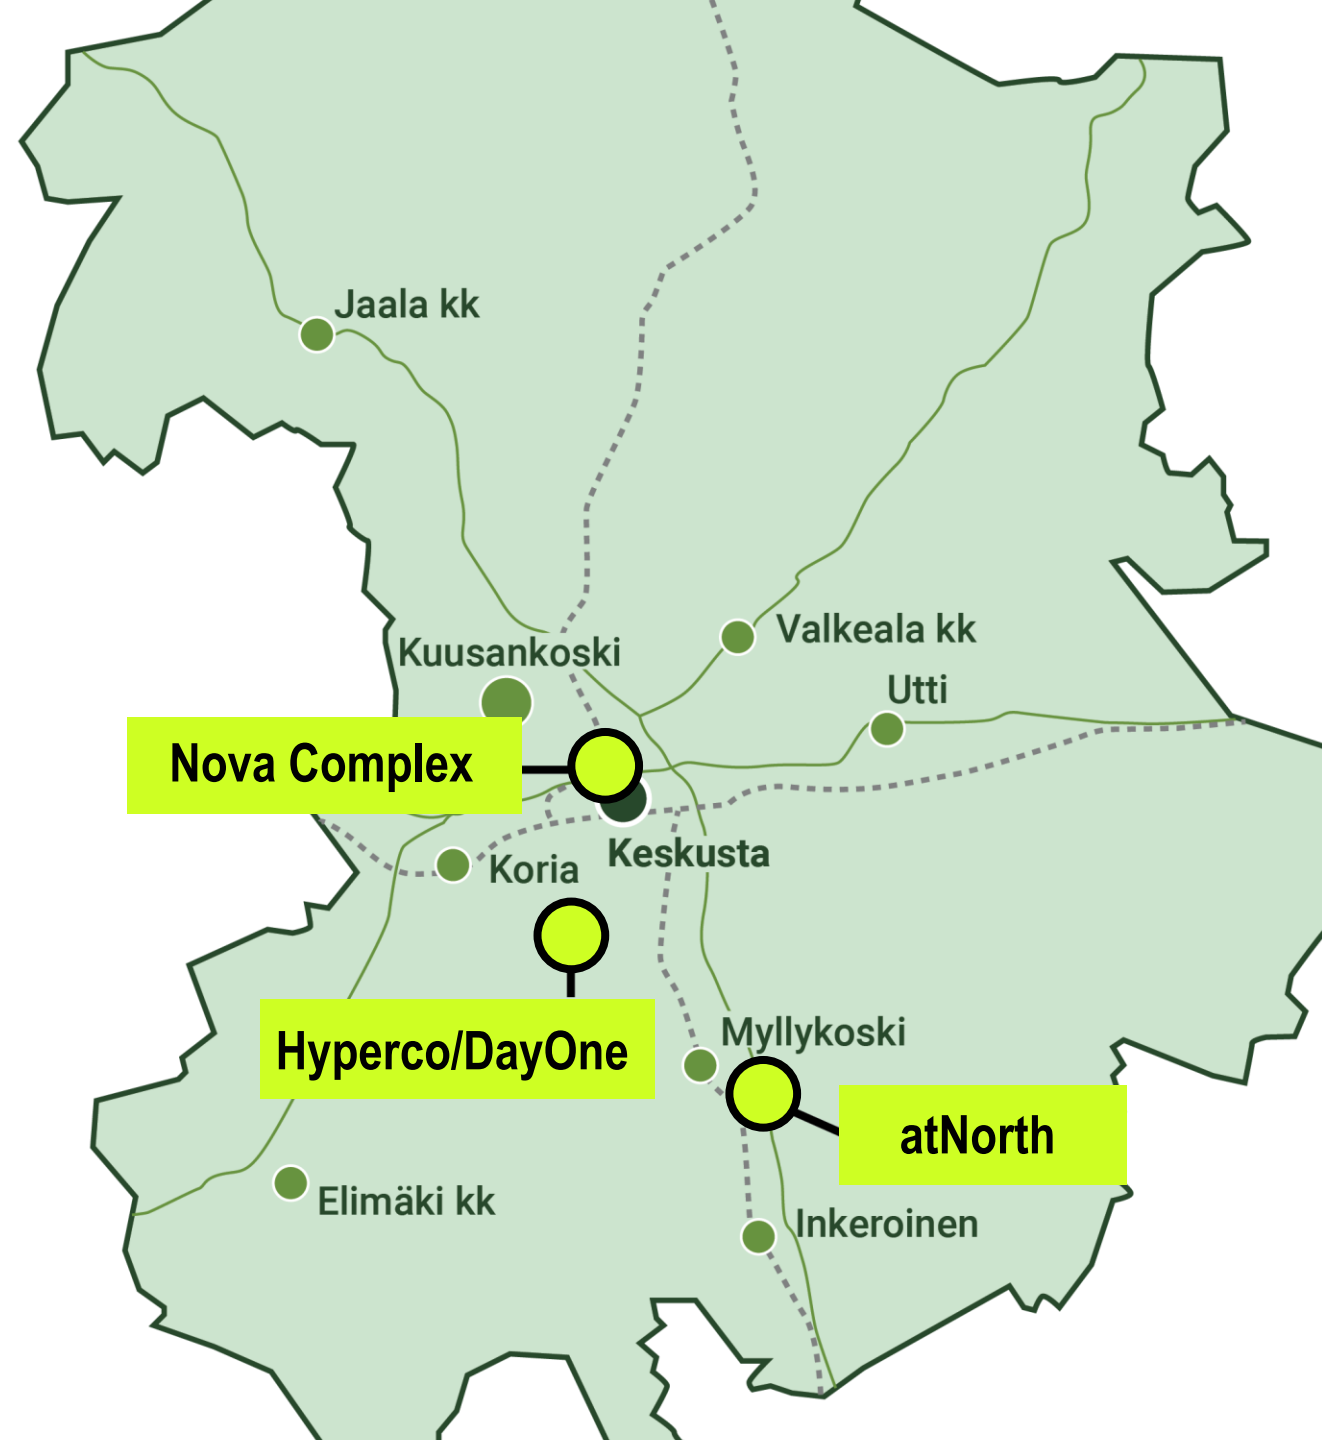 Jaala kk
Valkeala kk
Kuusankoski
Utti
Nova Complex
Keskusta
Koria
Myllykoski
Hyperco/DayOne
atNorth
Elimäki kk
Inkeroinen